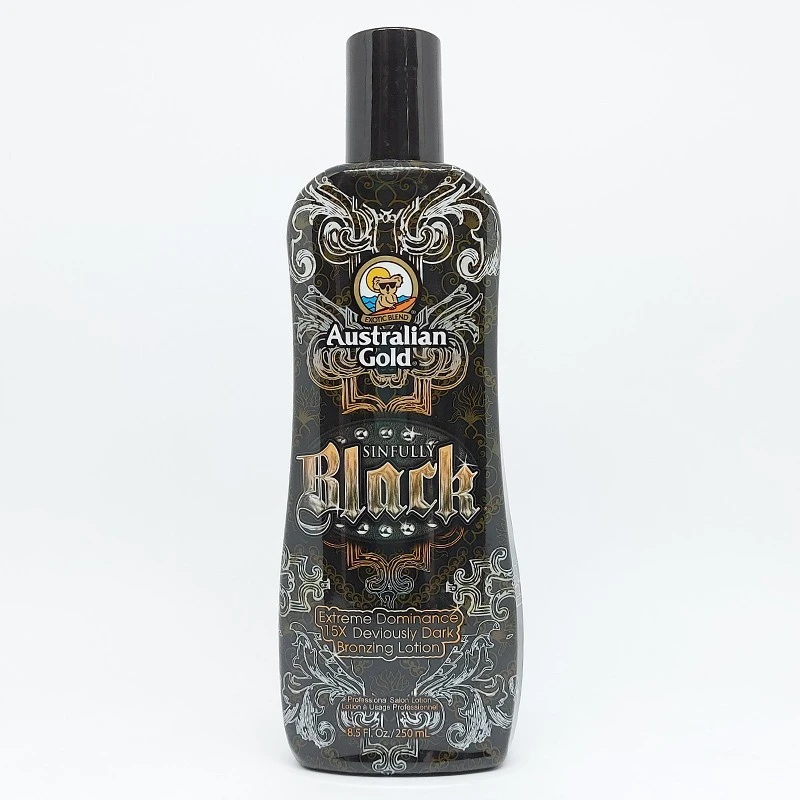 EXOTIC BLEND
Australian
Gold
SINFULLY
Black
Extreme Dominance
15X Deviously Dark
Bronzing Lotion
Professional Salon Lotion
Lotion à Usage Professionnel
8.5 Fl. Oz./250 mL